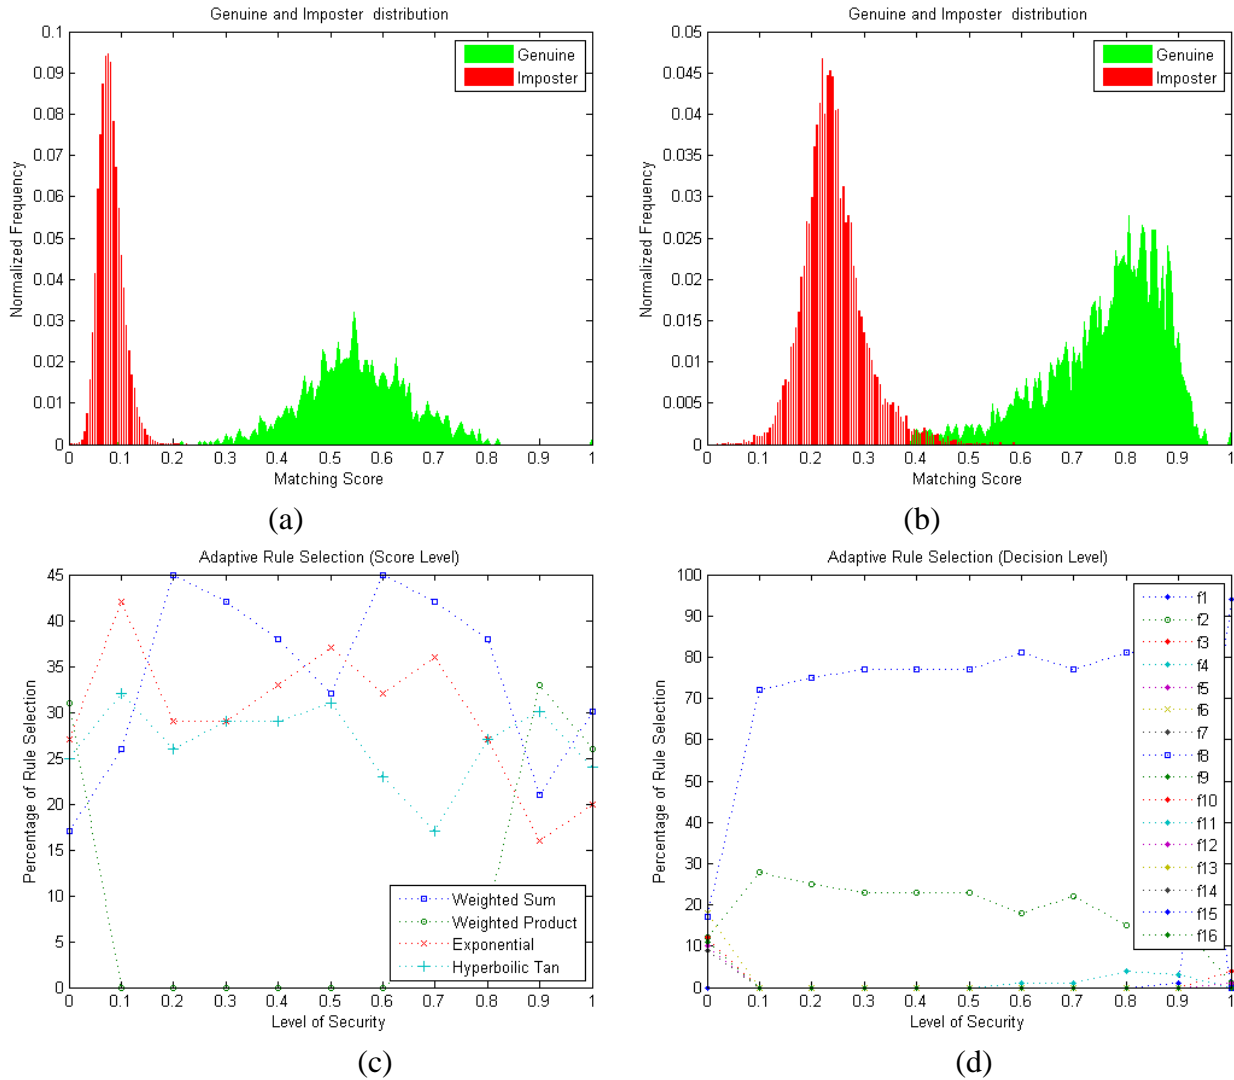 Genuine and Imposter distribution
0.1
0.09
0.08
0.07
0.06
0.05
0.04
0.03
0.02
0.01
0
Normalized Frequency
Genuine
Imposter
0 0.1 0.2 0.3 0.4 0.5 0.6 0.7 0.8 0.9 1
Matching Score
(a)
Genuine and Imposter distribution
0.05
0.045
0.04
0.035
0.03
0.025
0.02
0.015
0.01
0.005
0
Normalized Frequency
Genuine
Imposter
0 0.1 0.2 0.3 0.4 0.5 0.6 0.7 0.8 0.9 1
Matching Score
(b)
Adaptive Rule Selection (Score Level)
45
40
35
30
25
20
15
10
5
0
Percentage of Rule Selection
Weighted Sum
Weighted Product
Exponential
Hyperboilic Tan
0 0.1 0.2 0.3 0.4 0.5 0.6 0.7 0.8 0.9 1
Level of Security
(c)
Adaptive Rule Selection (Decision Level)
100
90
80
70
60
50
40
30
20
10
0
Percentage of Rule Selection
f1
f2
f3
f4
f5
f6
f7
f8
f9
f10
f11
f12
f13
f14
f15
f16
0 0.1 0.2 0.3 0.4 0.5 0.6 0.7 0.8 0.9 1
Level of Security
(d)